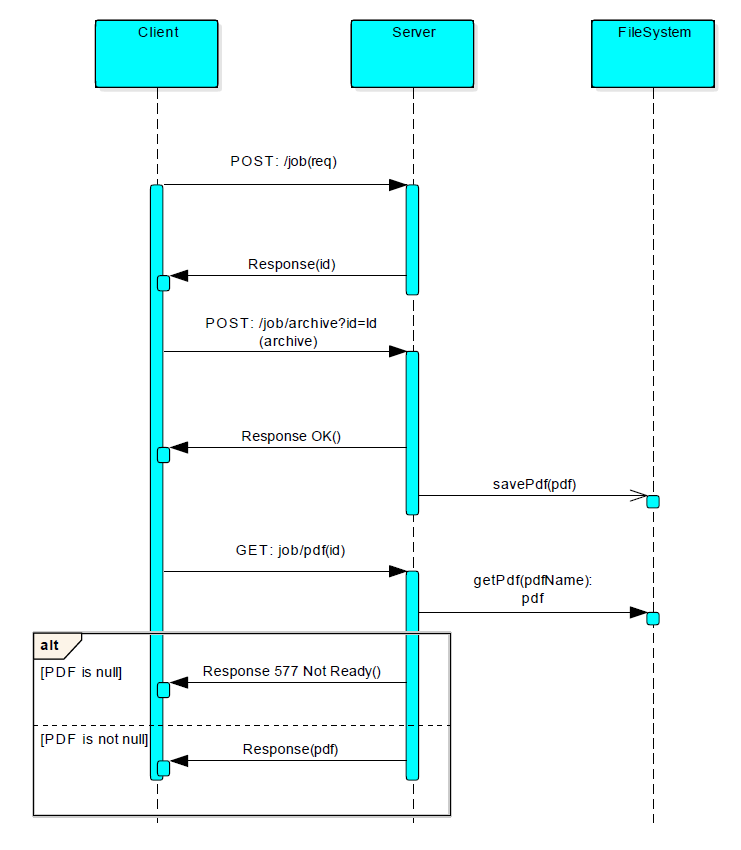 Client
Server
FileSystem
POST: /job(req)
Response(id)
POST: /job/archive?id=Id
(archive)
Response OK()
savePdf(pdf)
GET: job/pdf(id)
getPdf(pdfName):
pdf
alt
[PDF is null]
Response 577 Not Ready()
[PDF is not null]
Response(pdf)